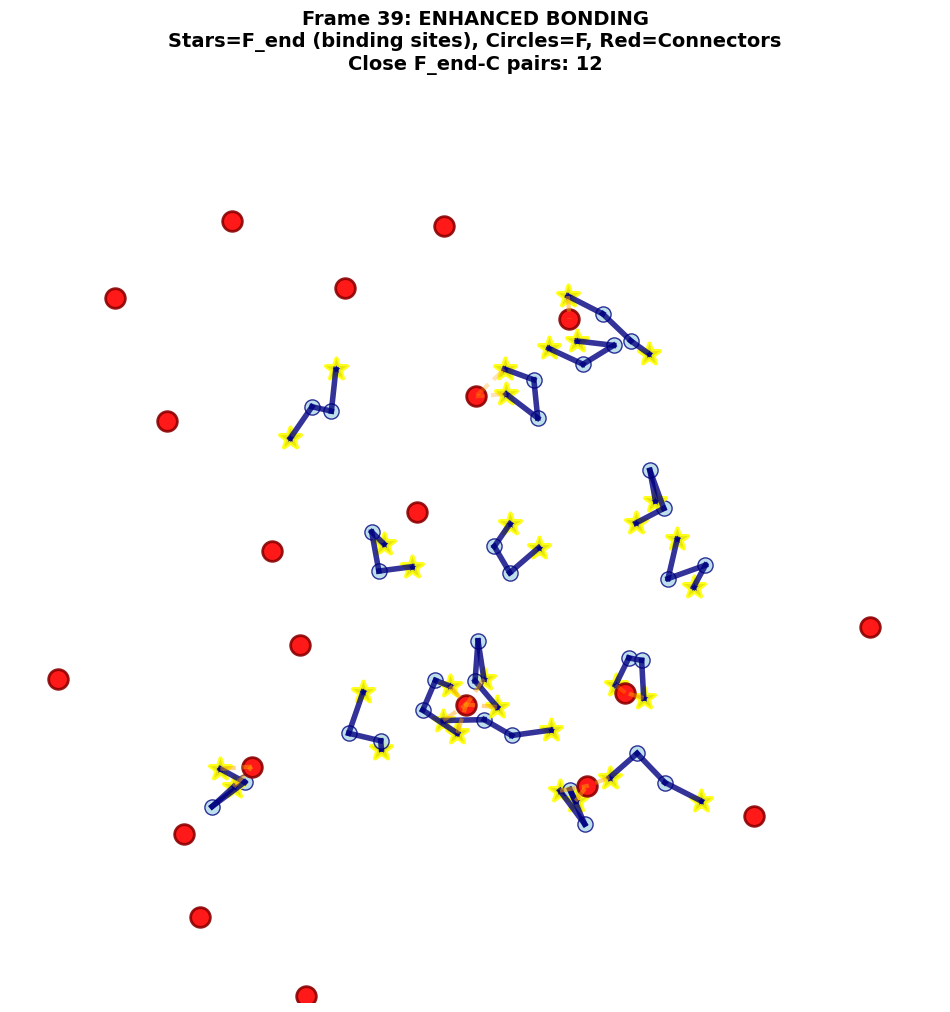 Frame 39: ENHANCED BONDING
Stars=F_end (binding sites), Circles=F, Red=Connectors
Close F_end-C pairs: 12